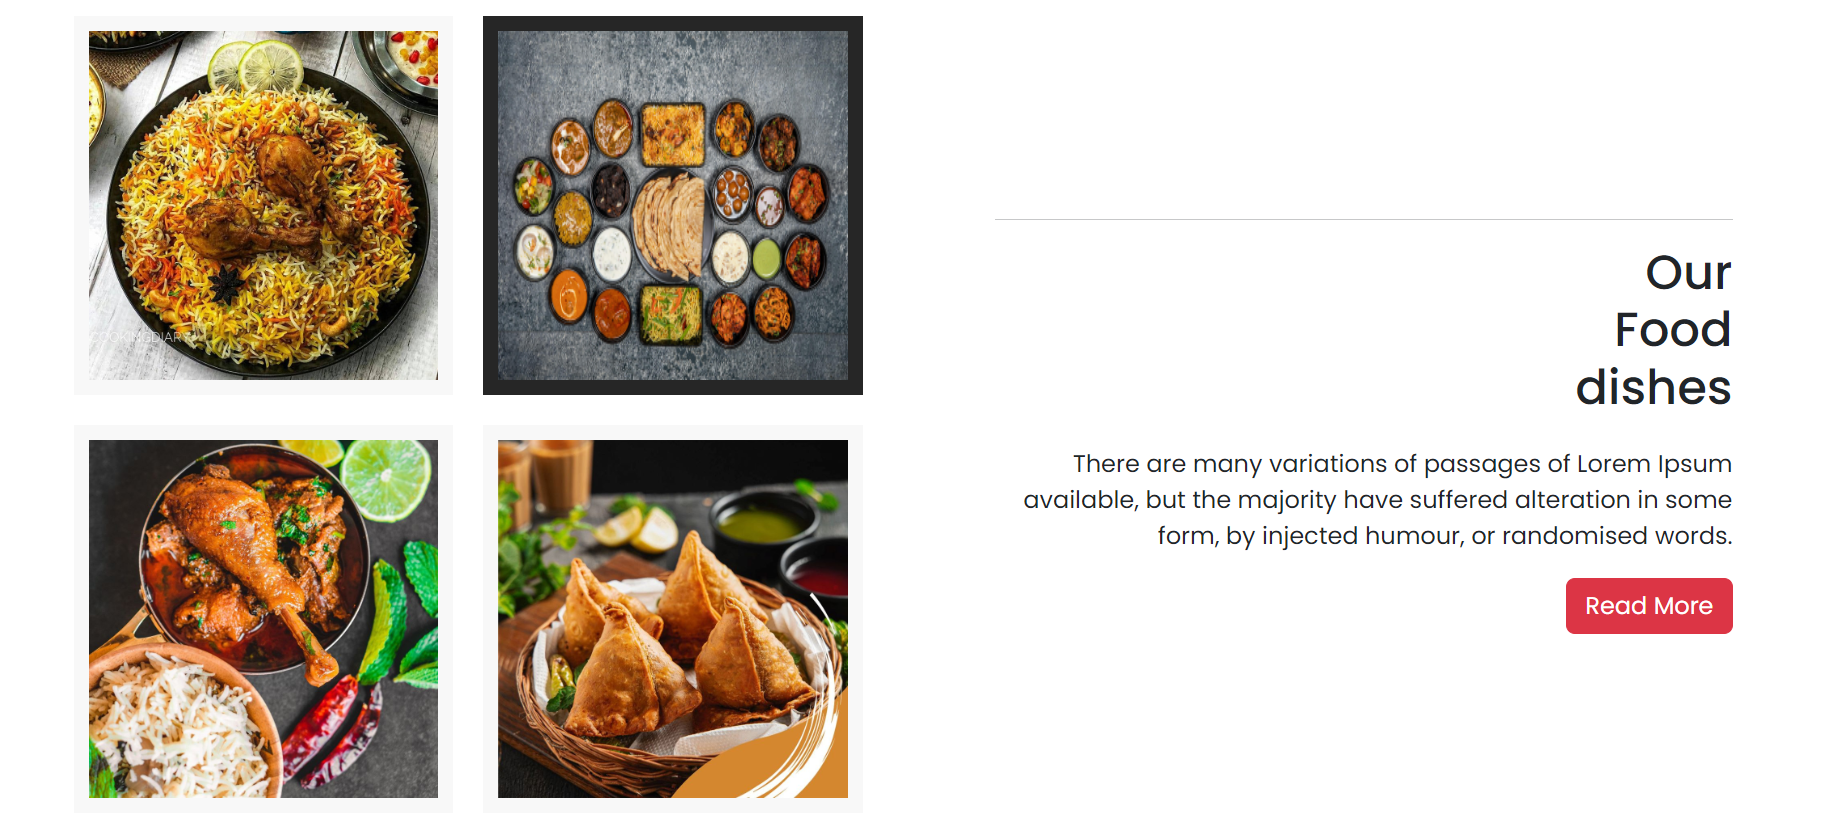 COOKINGDIARY
Our
Food
dishes
There are many variations of passages of Lorem Ipsum
available, but the majority have suffered alteration in some
form, by injected humour, or randomised words.
Read More